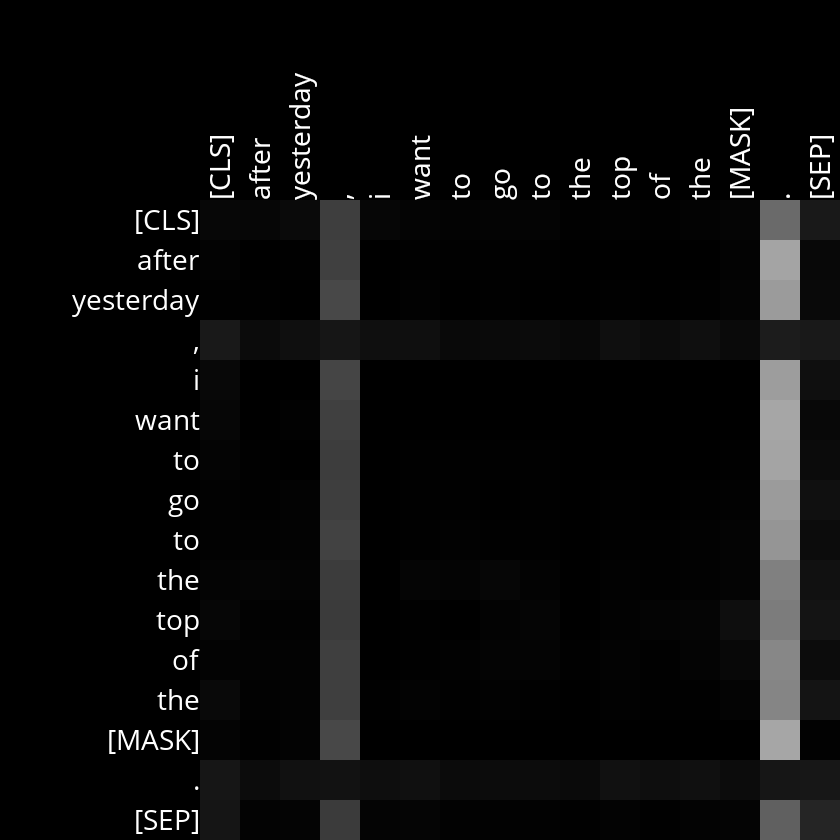 [CLS] after yesterday , i want to go to the top of the [MASK] . [SEP]
[CLS]
after
yesterday
,
i
want
to
go
to
the
top
of
the
[MASK]
.
[SEP]